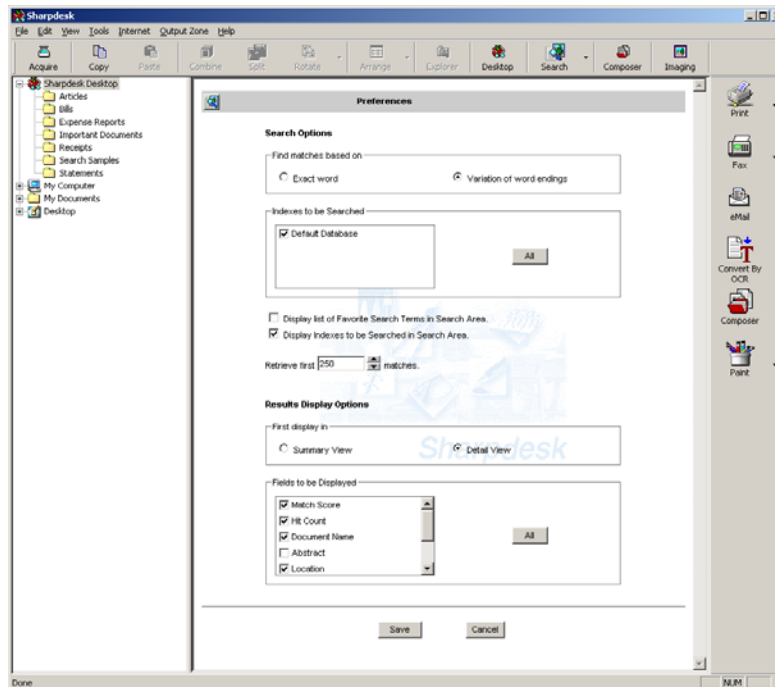 Sharpdesk
File Edit View Tools Internet Output Zone Help
Acquire Copy Paste Combine Split Rotate Arrange Explorer Desktop Search Composer Imaging
Sharpdesk Desktop
Articles
Bills
Expense Reports
Important Documents
Receipts
Search Samples
Statements
My Computer
My Documents
Desktop
Preferences
Search Options
Find matches based on
Exact word Variation of word endings
Indexes to be Searched
Default Database
All
Display list of Favorite Search Terms in Search Area.
Display Indexes to be Searched in Search Area.
Retrieve first 250 matches.
Results Display Options
First display in
Summary View Detail View
Sharpdesk
Fields to be Displayed
Match Score
Hit Count
Document Name
Abstract
Location
All
Save Cancel
Print
Fax
eMail
Convert By
OCR
Composer
Paint
Done NUM